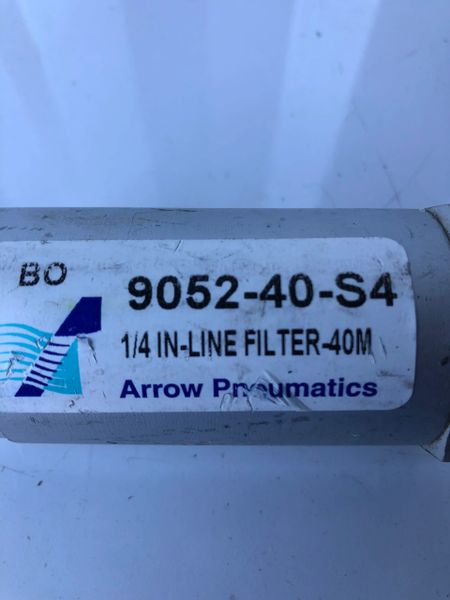 BO
9052-40-S4
1/4 IN-LINE FILTER-40M
Arrow Pneumatics